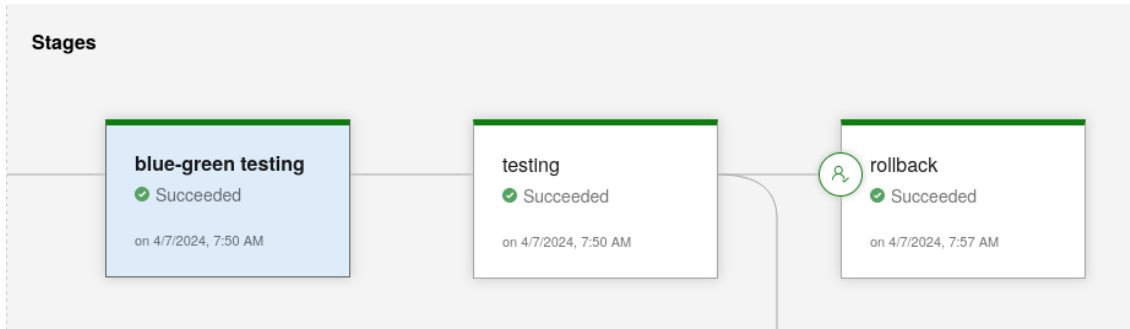 Stages
blue-green testing
Succeeded
on 4/7/2024, 7:50 AM
testing
Succeeded
on 4/7/2024, 7:50 AM
rollback
Succeeded
on 4/7/2024, 7:57 AM